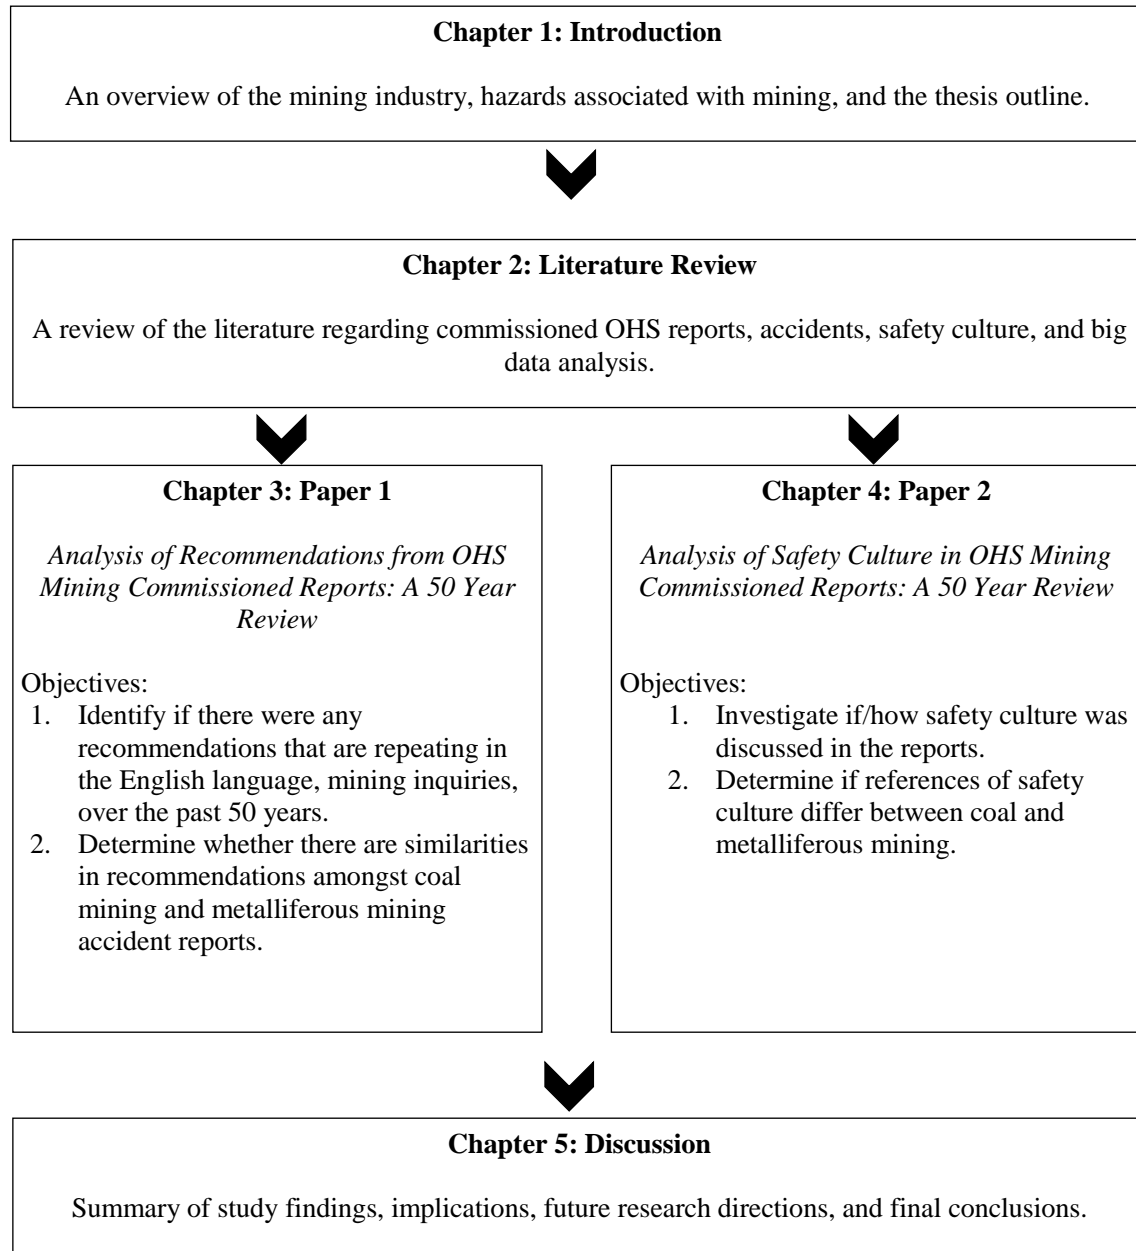 Chapter 1: Introduction
An overview of the mining industry, hazards associated with mining, and the thesis outline.
Chapter 2: Literature Review
A review of the literature regarding commissioned OHS reports, accidents, safety culture, and big
data analysis.
Chapter 3: Paper 1
Analysis of Recommendations from OHS
Mining Commissioned Reports: A 50 Year
Review
Objectives:
1. Identify if there were any
recommendations that are repeating in
the English language, mining inquiries,
over the past 50 years.
2. Determine whether there are similarities
in recommendations amongst coal
mining and metalliferous mining
accident reports.
Chapter 4: Paper 2
Analysis of Safety Culture in OHS Mining
Commissioned Reports: A 50 Year Review
Objectives:
1. Investigate if/how safety culture was
discussed in the reports.
2. Determine if references of safety
culture differ between coal and
metalliferous mining.
Chapter 5: Discussion
Summary of study findings, implications, future research directions, and final conclusions.